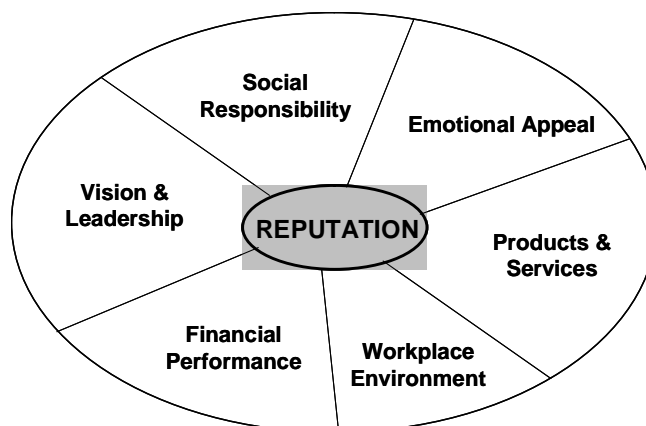 Social
Responsibility
Emotional Appeal
Vision &
Leadership
REPUTATION
Products &
Services
Financial
Performance
Workplace
Environment